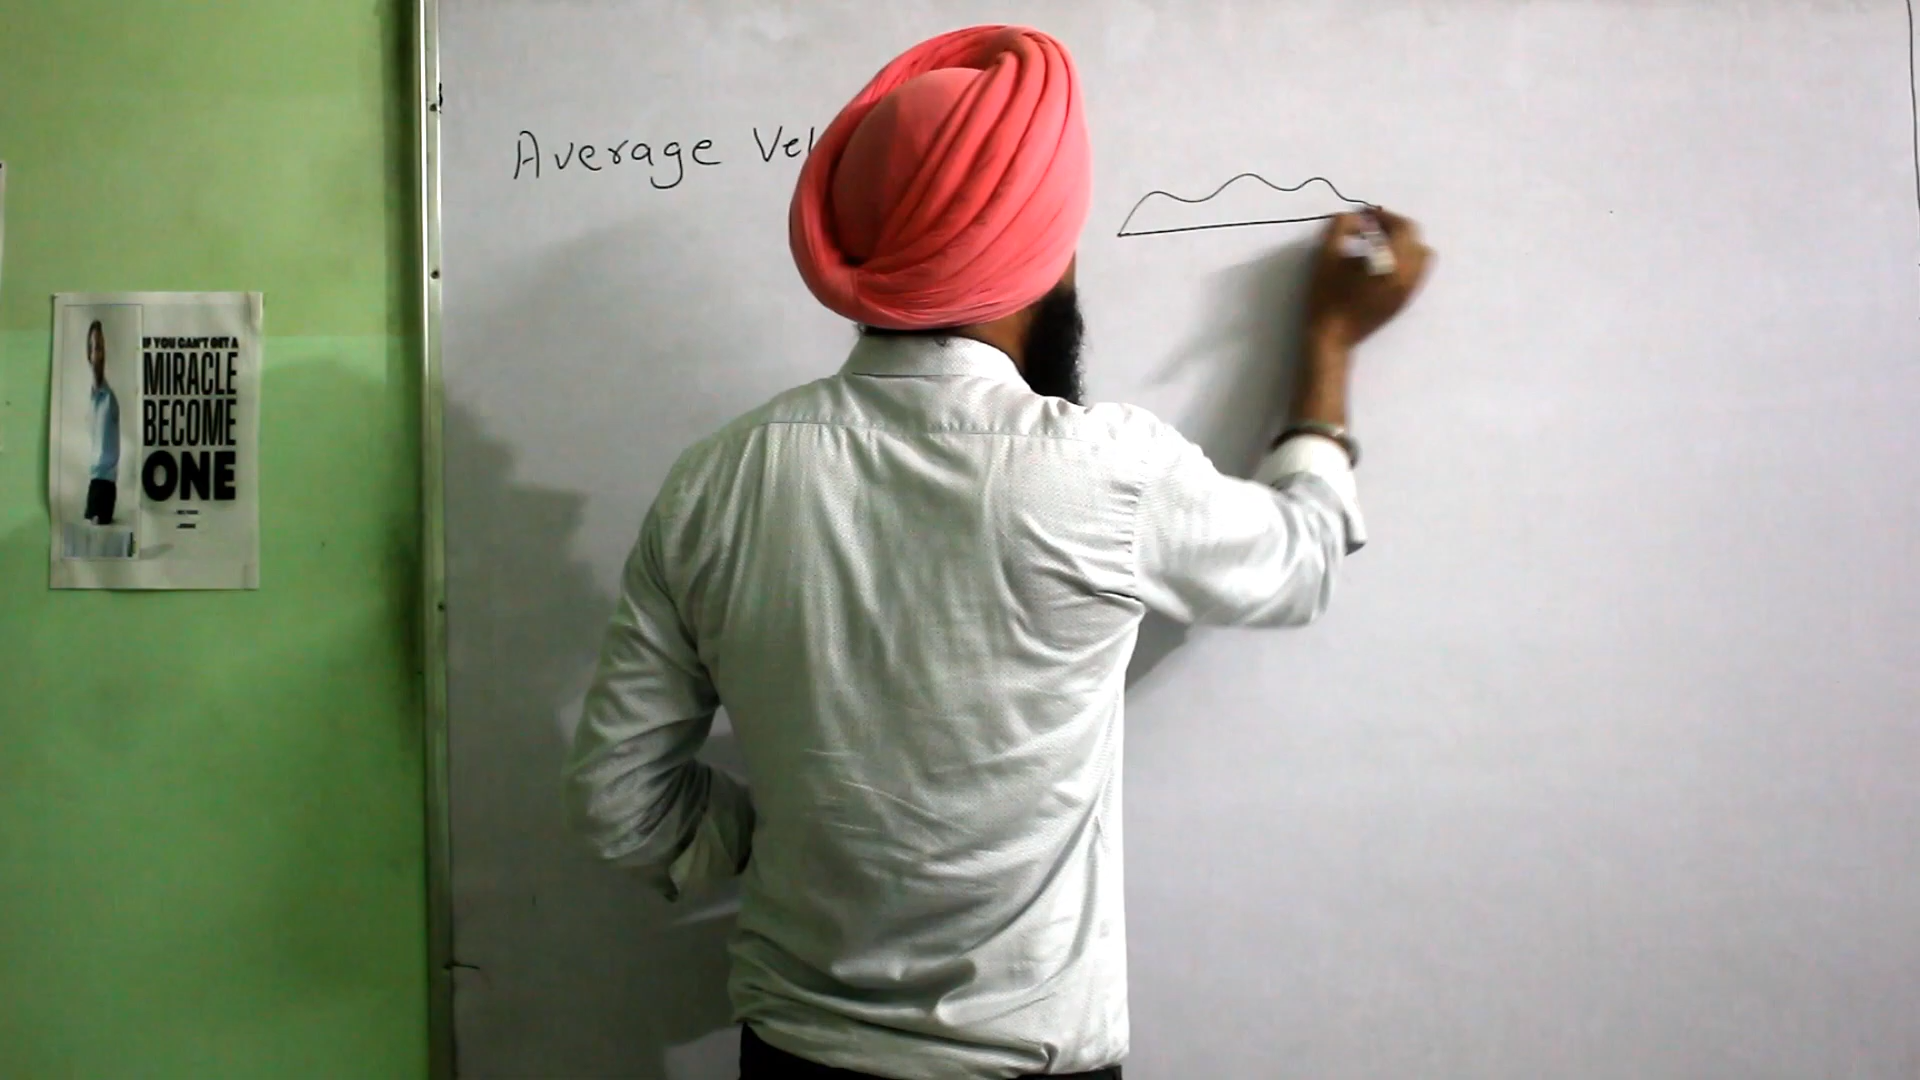 Average Vel
IF YOU CAN'T GET A
MIRACLE
BECOME
ONE